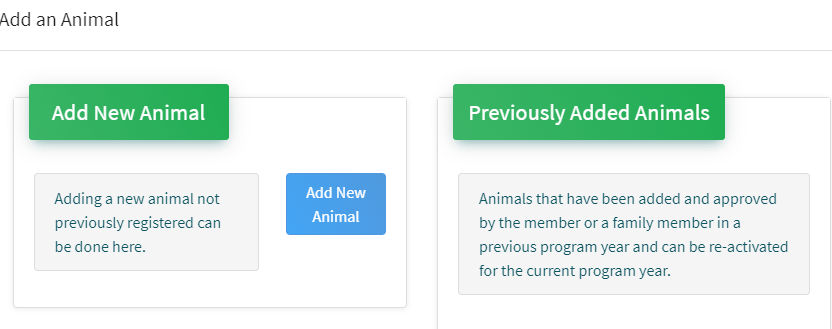 Add an Animal
Add New Animal
Adding a new animal not
previously registered can
be done here.
Add New
Animal
Previously Added Animals
Animals that have been added and approved
by the member or a family member in a
previous program year and can be re-activated
for the current program year.